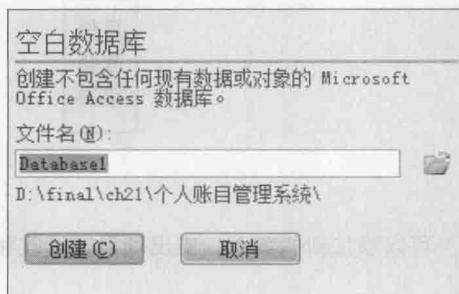 空白数据库
创建不包含任何现有数据或对象的 Microsoft
Office Access 数据库。
文件名(N):
Database1
D:\final\ch21\个人账目管理系统\
创建(C)
取消